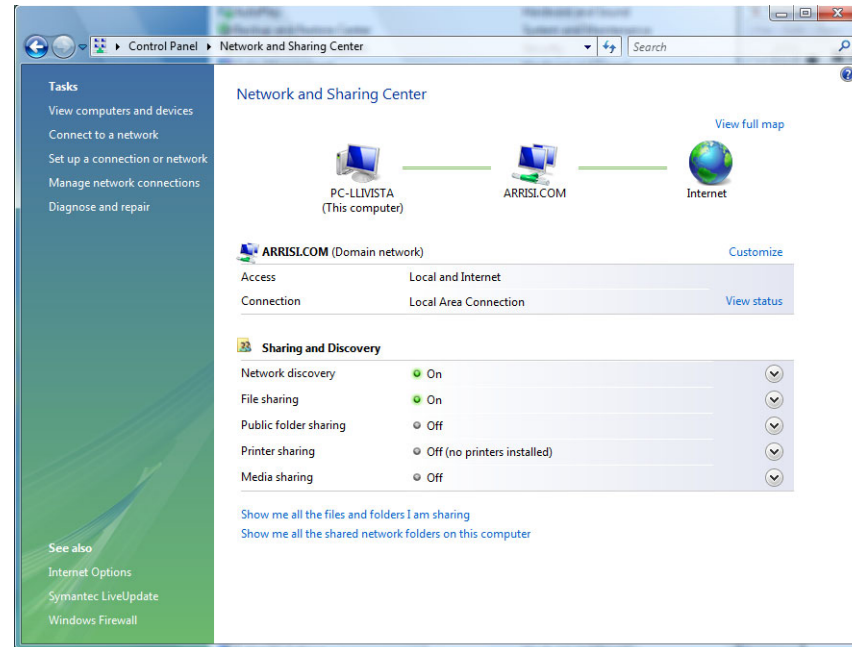 Control Panel ▸ Network and Sharing Center
Search
Tasks
View computers and devices
Connect to a network
Set up a connection or network
Manage network connections
Diagnose and repair
Network and Sharing Center
View full map
PC-LLIVISTA
(This computer)
ARRISI.COM
Internet
ARRISI.COM (Domain network)
Customize
Access Local and Internet
Connection Local Area Connection View status
Sharing and Discovery
Network discovery On
File sharing On
Public folder sharing Off
Printer sharing Off (no printers installed)
Media sharing Off
Show me all the files and folders I am sharing
Show me all the shared network folders on this computer
See also
Internet Options
Symantec LiveUpdate
Windows Firewall